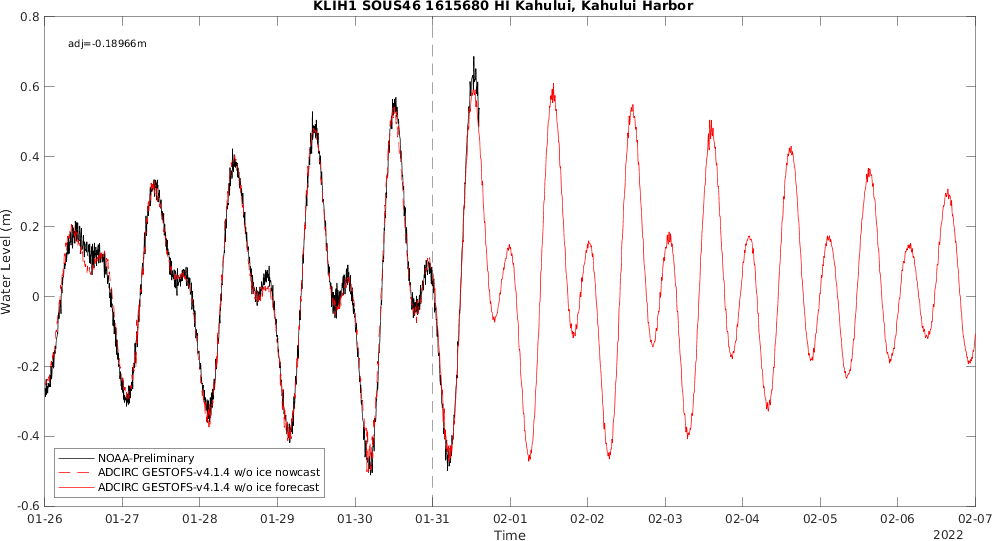 KLIH1 SOUS46 1615680 HI Kahului, Kahului Harbor
0.8
adj=-0.18966m
0.6
0.4
0.2
0
-0.2
-0.4
-0.6
Water Level (m)
NOAA-Preliminary
ADCIRC GESTOFS-v4.1.4 w/o ice nowcast
ADCIRC GESTOFS-v4.1.4 w/o ice forecast
01-26 01-27 01-28 01-29 01-30 01-31 02-01 02-02 02-03 02-04 02-05 02-06 02-07
Time
2022